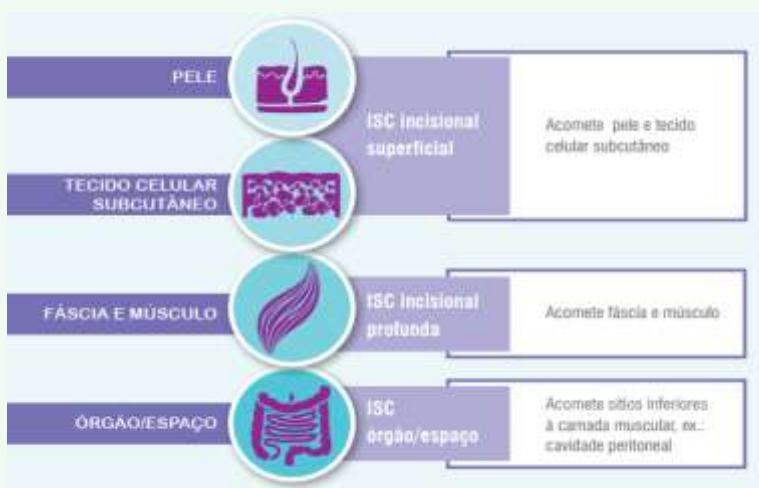 PELE
ISC incisional
superficial
Acomete pele e tecido
celular subcutâneo
TECIDO CELULAR
SUBCUTÂNEO
FÁSCIA E MÚSCULO
ISC incisional
profunda
Acomete fáscia e músculo
ÓRGÃO/ESPAÇO
ISC
órgão/espaço
Acomete sítios inferiores
à camada muscular, ex.:
cavidade peritoneal